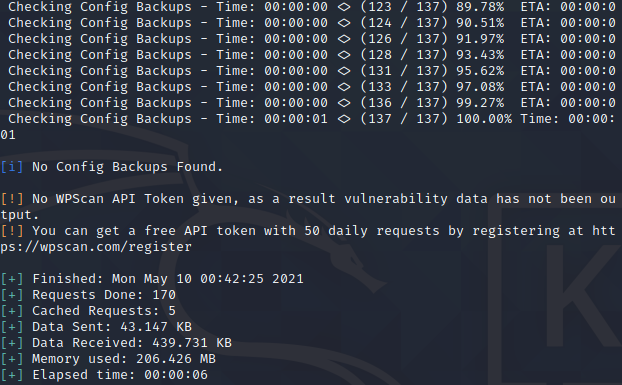 Checking Config Backups - Time: 00:00:00 <> (123 / 137) 89.78%  ETA: 00:00:0
Checking Config Backups - Time: 00:00:00 <> (124 / 137) 90.51%  ETA: 00:00:0
Checking Config Backups - Time: 00:00:00 <> (126 / 137) 91.97%  ETA: 00:00:0
Checking Config Backups - Time: 00:00:00 <> (128 / 137) 93.43%  ETA: 00:00:0
Checking Config Backups - Time: 00:00:00 <> (131 / 137) 95.62%  ETA: 00:00:0
Checking Config Backups - Time: 00:00:00 <> (133 / 137) 97.08%  ETA: 00:00:0
Checking Config Backups - Time: 00:00:00 <> (136 / 137) 99.27%  ETA: 00:00:0
Checking Config Backups - Time: 00:00:01 <> (137 / 137) 100.00% Time: 00:00:
01
[i] No Config Backups Found.
[!] No WPScan API Token given, as a result vulnerability data has not been ou
tput.
[!] You can get a free API token with 50 daily requests by registering at htt
ps://wpscan.com/register
[+] Finished: Mon May 10 00:42:25 2021
[+] Requests Done: 170
[+] Cached Requests: 5
[+] Data Sent: 43.147 KB
[+] Data Received: 439.731 KB
[+] Memory used: 206.426 MB
[+] Elapsed time: 00:00:06
K